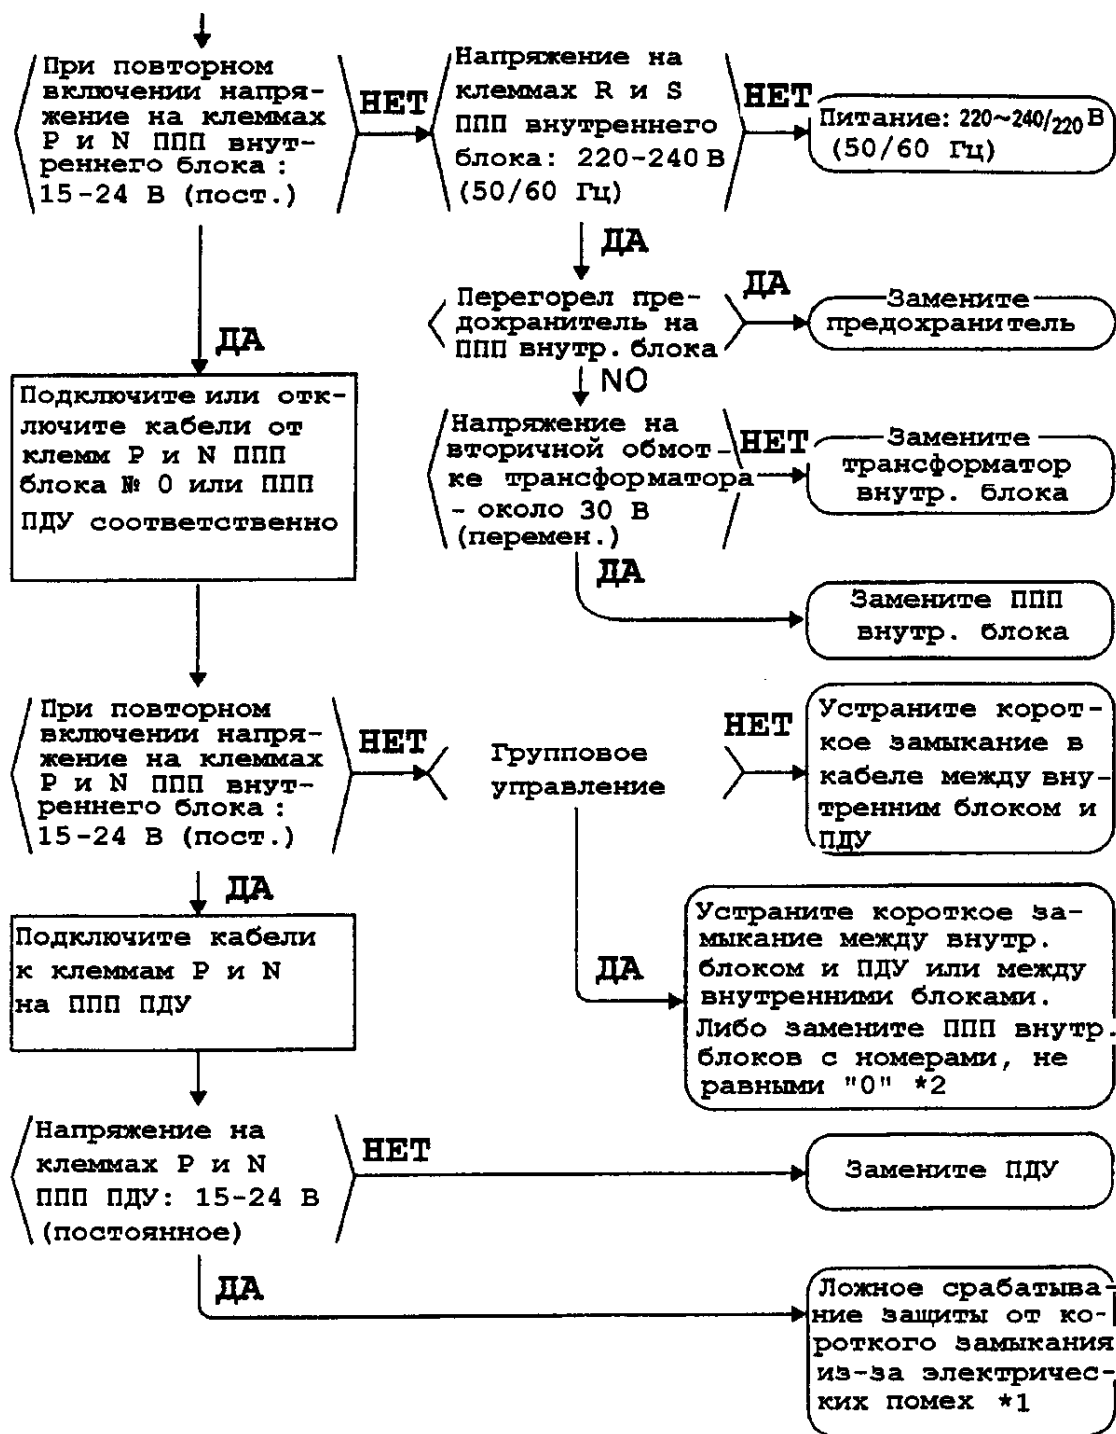 При повторном
включении напря-
жение на клеммах
P и N ППП внут-
реннего блока :
15-24 В (пост.)
НЕТ
Напряжение на
клеммах R и S
ППП внутреннего
блока: 220-240 В
(50/60 Гц)
НЕТ
Питание: 220~240/220 В
(50/60 Гц)
ДА
Перегорел пре-
дохранитель на
ППП внутр. блока
ДА
Замените
предохранитель
ДА
NO
Подключите или отк-
лючите кабели от
клемм P и N ППП
блока № 0 или ППП
ПДУ соответственно
Напряжение на
вторичной обмот-
ке трансформатора
- около 30 В
(перемен.)
НЕТ
Замените
трансформатор
внутр. блока
ДА
Замените ППП
внутр. блока
При повторном
включении напря-
жение на клеммах
P и N ППП внут-
реннего блока :
15-24 В (пост.)
НЕТ
Групповое
управление
НЕТ
Устраните корот-
кое замыкание в
кабеле между вну-
тренним блоком и
ПДУ
ДА
Подключите кабели
к клеммам P и N
на ППП ПДУ
ДА
Устраните короткое за-
мыкание между внутр.
блоком и ПДУ или между
внутренними блоками.
Либо замените ППП внутр.
блоков с номерами, не
равными "0" *2
Напряжение на
клеммах P и N
ППП ПДУ: 15-24 В
(постоянное)
НЕТ
Замените ПДУ
ДА
Ложное срабатыва-
ние защиты от ко-
роткого замыкания
из-за электричес-
ких помех *1